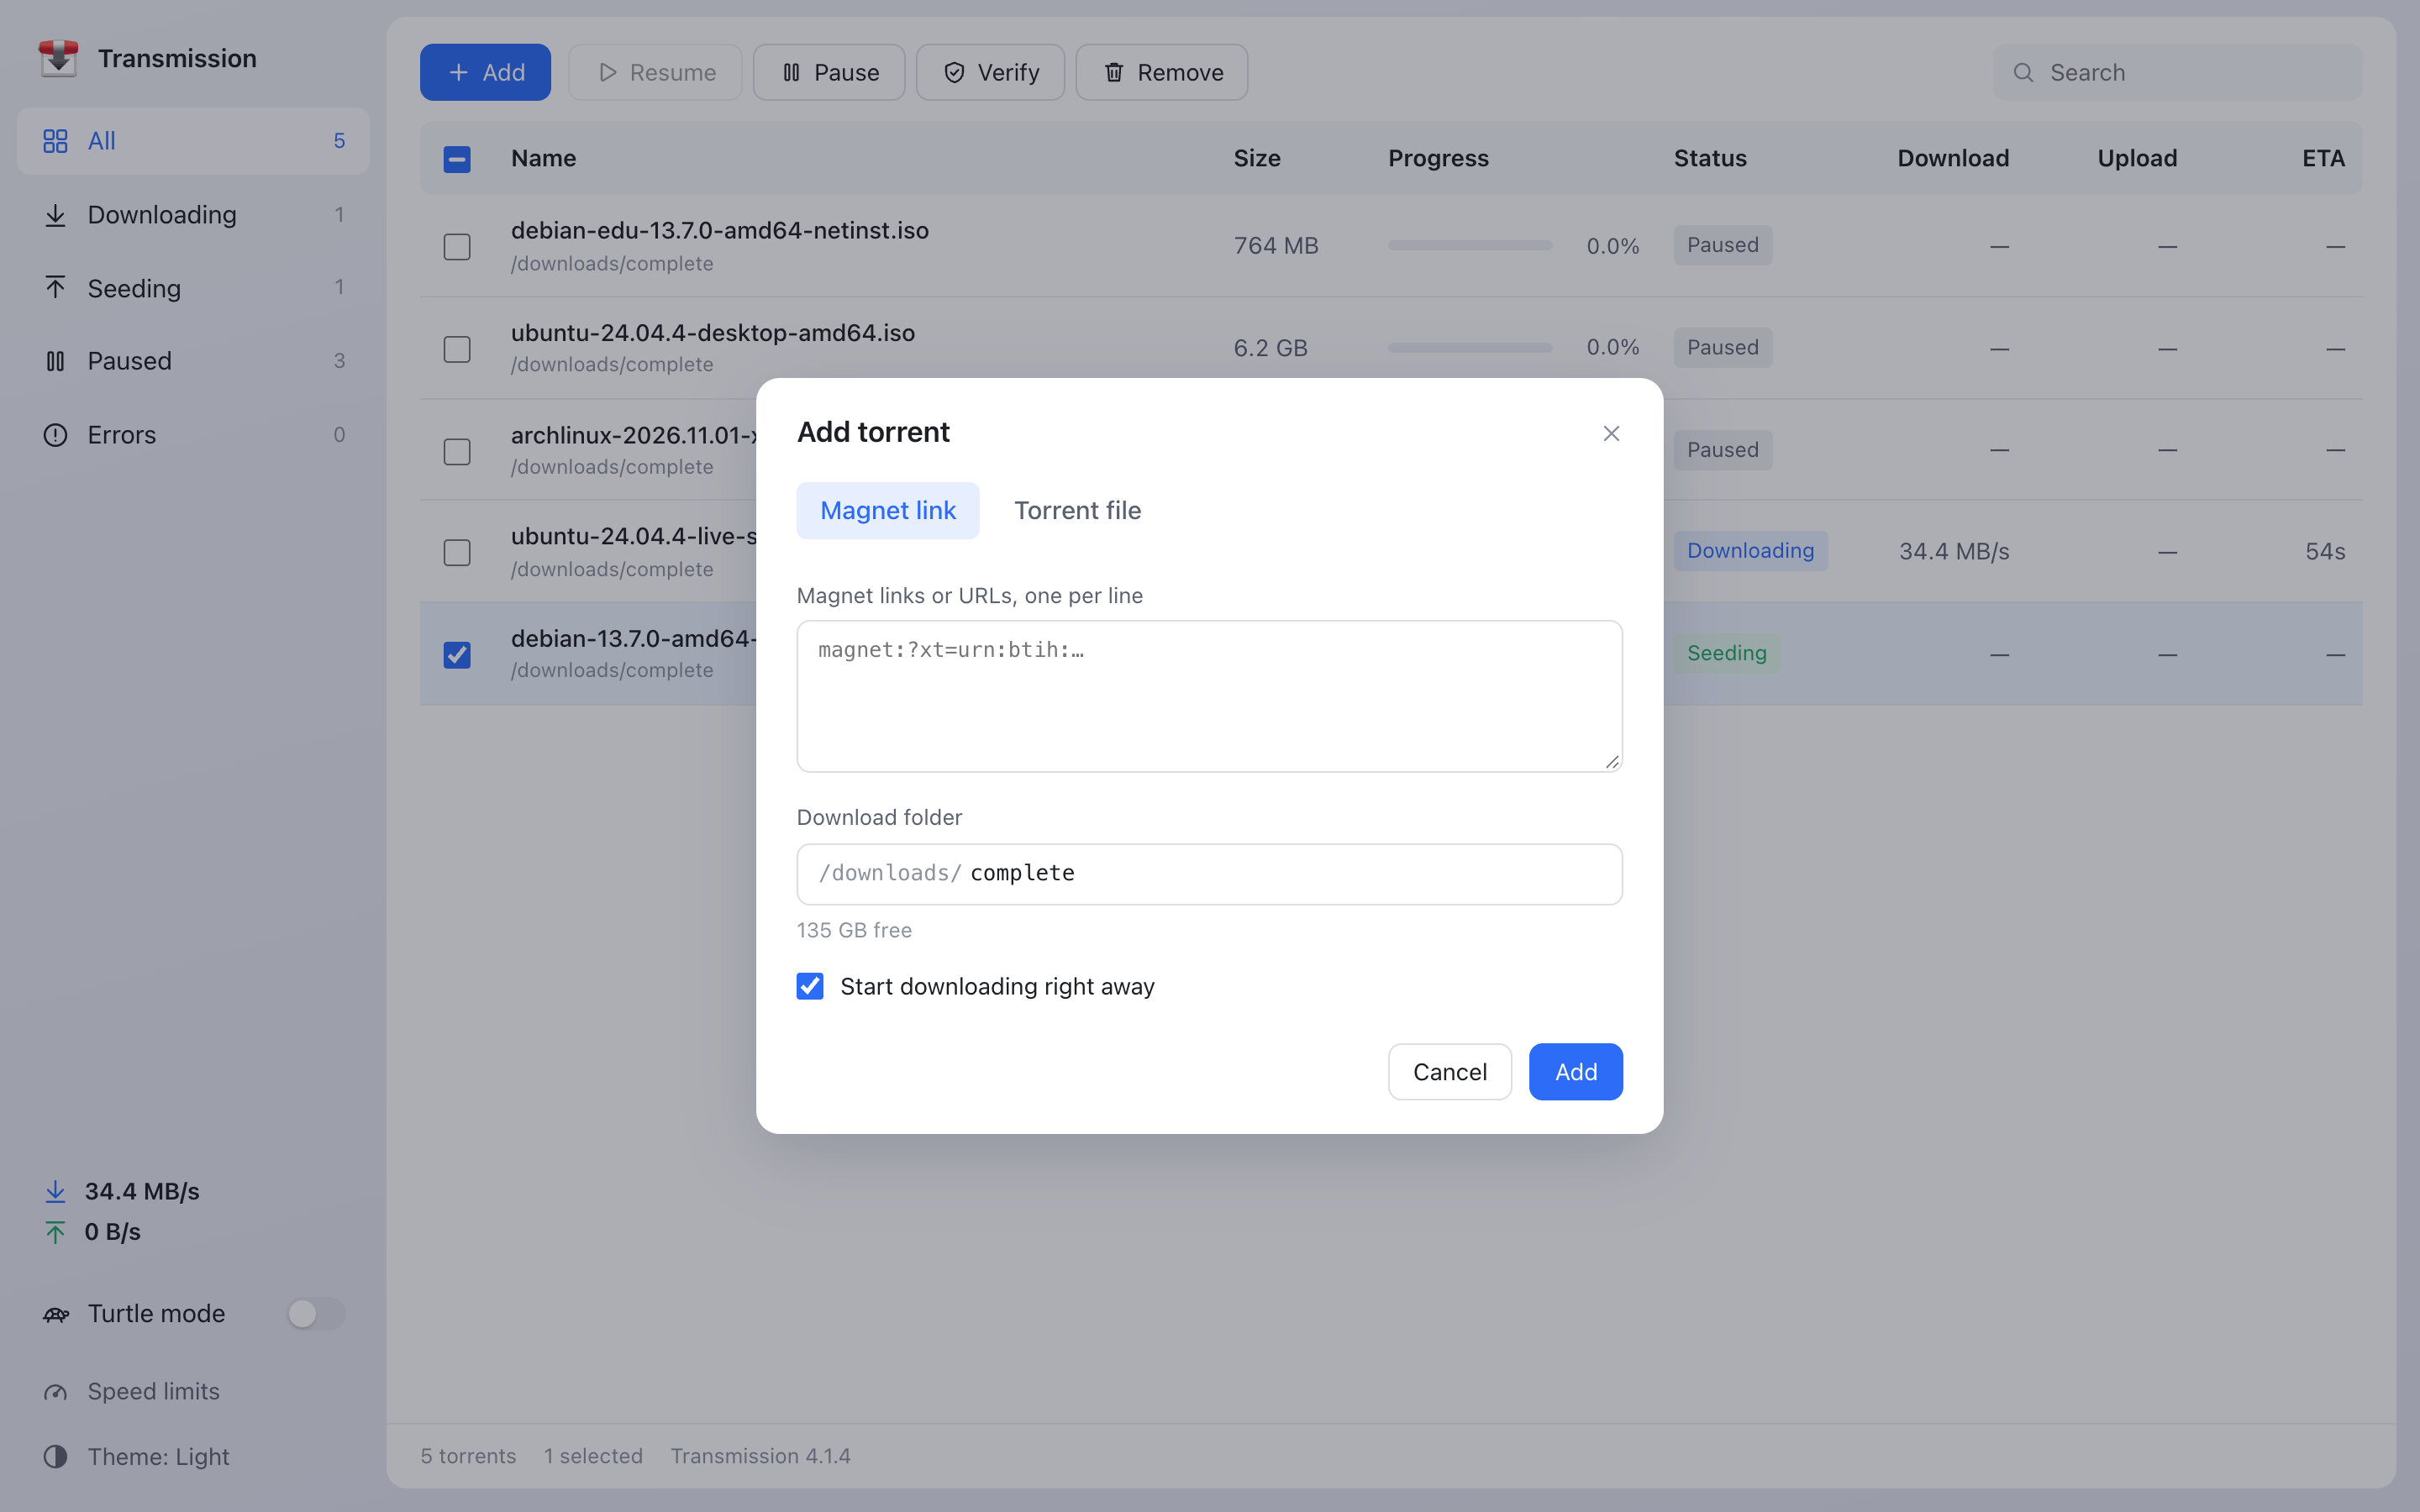 Transmission
All 5
Downloading 1
Seeding 1
Paused 3
Errors 0
34.4 MB/s
0 B/s
Turtle mode
Speed limits
Theme: Light
Add Resume Pause Verify Remove Search
Name Size Progress Status Download Upload ETA
debian-edu-13.7.0-amd64-netinst.iso 764 MB 0.0% Paused — — —
/downloads/complete
ubuntu-24.04.4-desktop-amd64.iso 6.2 GB 0.0% Paused — — —
/downloads/complete
archlinux-2026.11.01- Paused — — —
/downloads/complete
ubuntu-24.04.4-live-s Downloading 34.4 MB/s — 54s
/downloads/complete
debian-13.7.0-amd64- Seeding — — —
/downloads/complete
Add torrent
Magnet link Torrent file
Magnet links or URLs, one per line
magnet:?xt=urn:btih:…
Download folder
/downloads/ complete
135 GB free
Start downloading right away
Cancel Add
5 torrents 1 selected Transmission 4.1.4